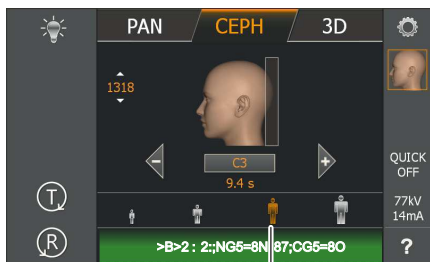 PAN CEPH 3D
1318
- C3 +
9.4 s
QUICK
OFF
77kV
14mA
T
R
>B>2 : 2:;NG5=8N 87;CG5=8O
?